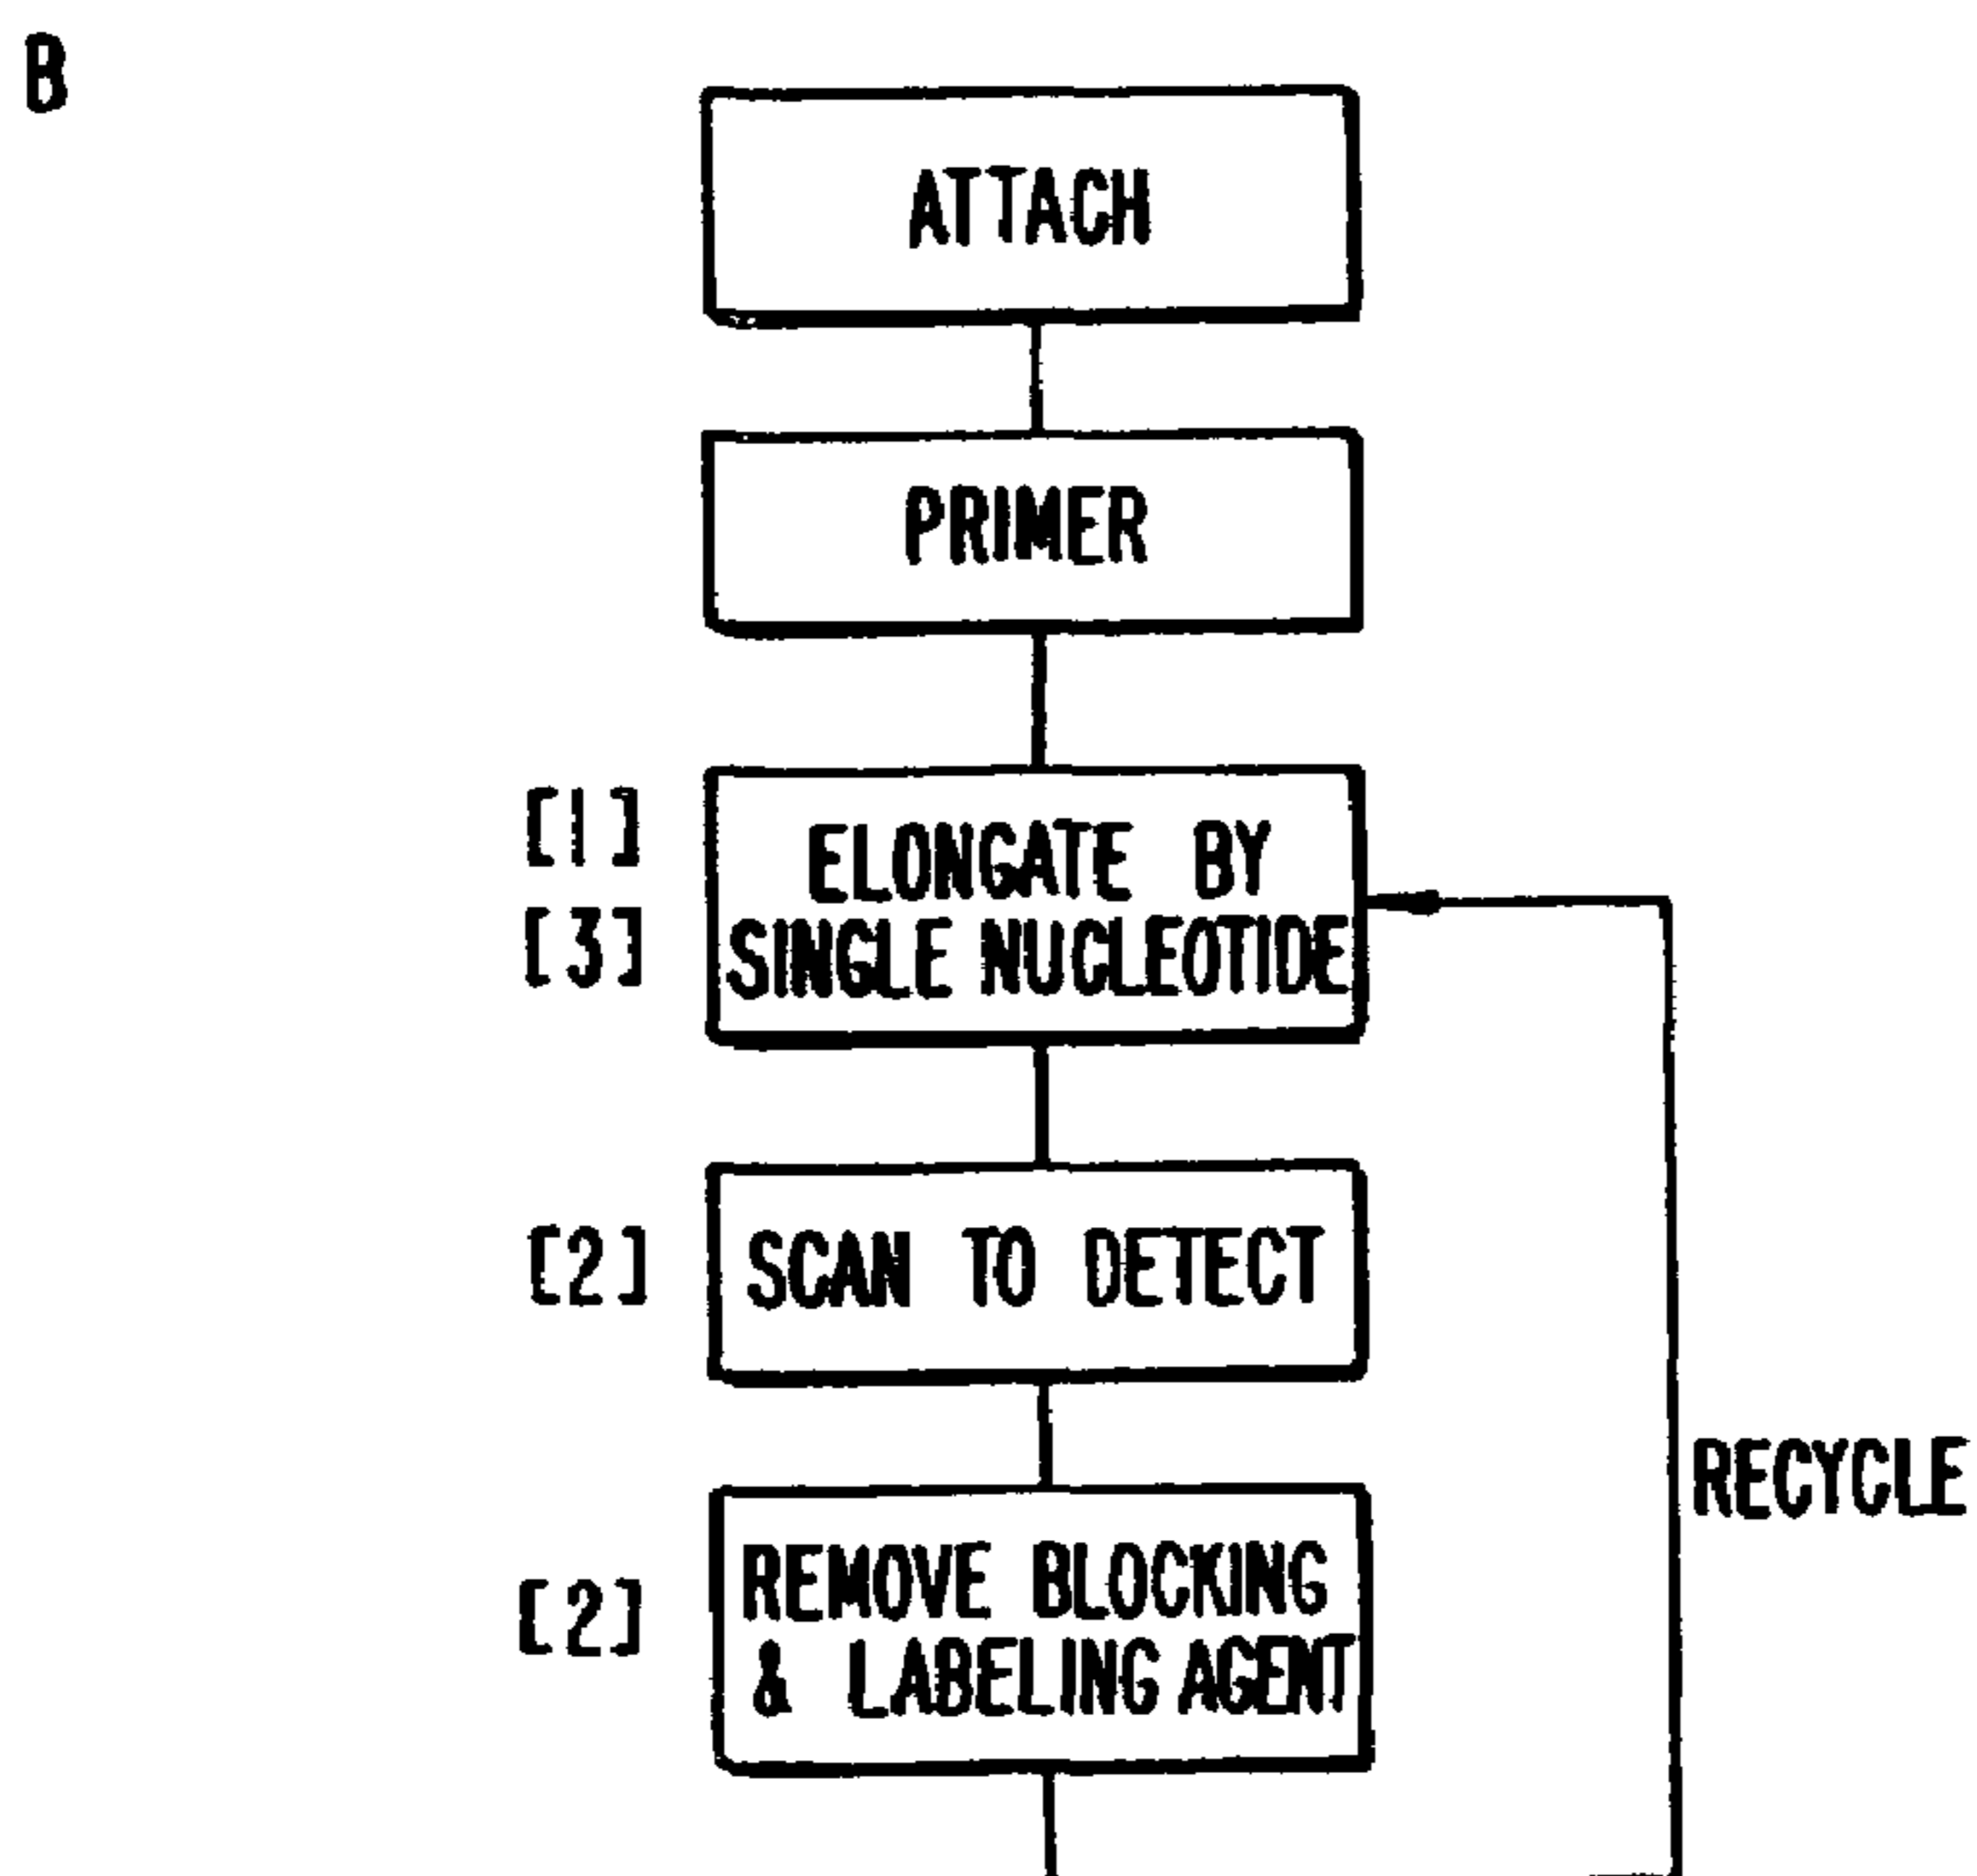 B
ATTACH
PRIMER
[1]
[3]
ELONGATE BY
SINGLE NUCLEOTIDE
[2]
SCAN TO DETECT
RECYCLE
[2]
REMOVE BLOCKING
& LABELING AGENT